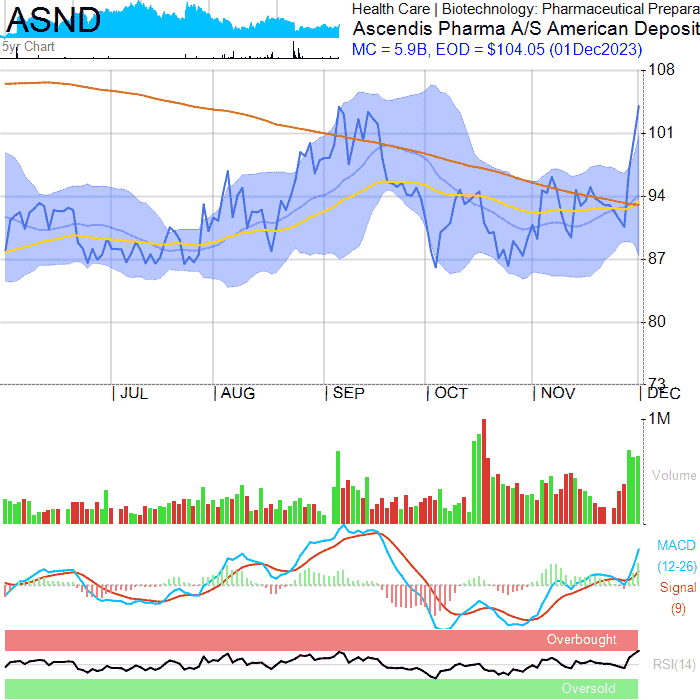 ASND
5yr Chart
Health Care | Biotechnology: Pharmaceutical Prepara
Ascendis Pharma A/S American Deposit
MC = 5.9B, EOD = $104.05 (01Dec2023)
108
101
94
87
80
73
JUL
AUG
SEP
OCT
NOV
DEC
1M
Volume
MACD
(12-26)
Signal
(9)
Overbought
RSI(14)
Oversold